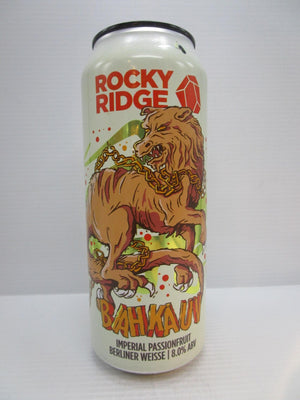 ROCKY
RIDGE
BAHKAUV
IMPERIAL PASSIONFRUIT
BERLINER WEISSE | 8.0% ABV